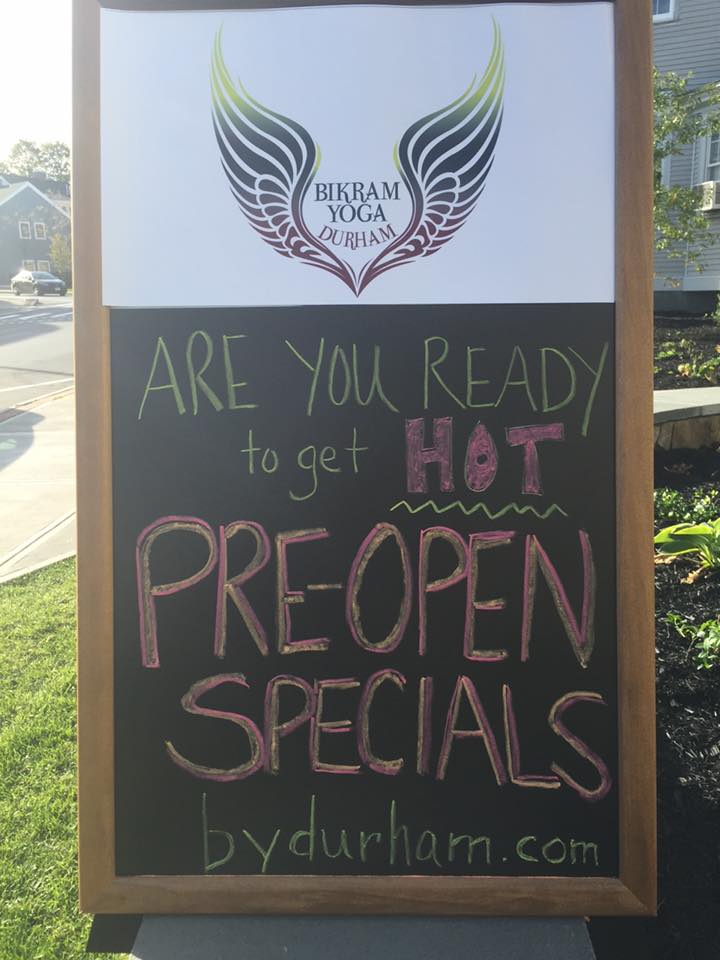 BIKRAM
YOGA
DURHAM
ARE YOU READY
to get HOT
PRE-OPEN
SPECIALS
bydurham.com